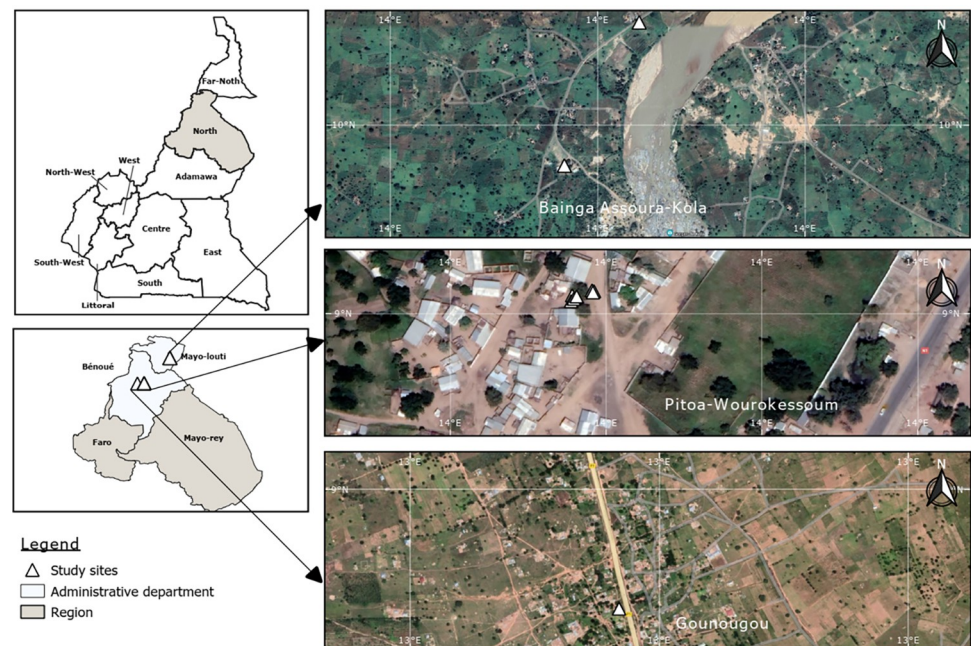 Far-Noth
North
West
North-West
Adamawa
Centre
East
South-West
South
Littoral
Bénoué
Mayo-louti
Faro
Mayo-rey
Legend
Study sites
Administrative department
Region
14°E 14°E 14°E
N
10°N
Bainga Assoura-Kola
14°E 14°E 14°E
14°E 14°E 14°E
N
9°N
Pitoa-Wourokessoum
14°E 14°E 14°E 14°E
13°E 13°E 13°E
N
9°N
Gounougou
13°E 13°E 13°E